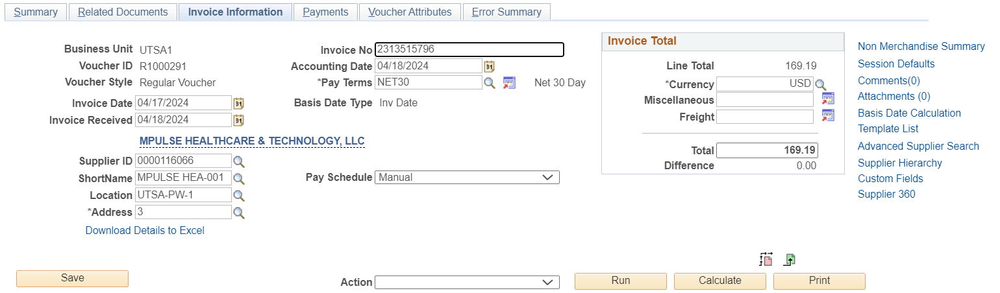 Summary Related Documents Invoice Information Payments Voucher Attributes Error Summary
Business Unit UTSA1
Voucher ID R1000291
Voucher Style Regular Voucher
Invoice Date 04/17/2024 31
Invoice Received 04/18/2024 31
Invoice No 2313515796
Accounting Date 04/18/2024 31
*Pay Terms NET30 Net 30 Day
Basis Date Type Inv Date
MPULSE HEALTHCARE & TECHNOLOGY, LLC
Supplier ID 0000116066
ShortName MPULSE HEA-001
Location UTSA-PW-1
*Address 3
Download Details to Excel
Pay Schedule Manual
Invoice Total
Line Total 169.19
*Currency USD
Miscellaneous
Freight
Total 169.19
Difference 0.00
Non Merchandise Summary
Session Defaults
Comments(0)
Attachments (0)
Basis Date Calculation
Template List
Advanced Supplier Search
Supplier Hierarchy
Custom Fields
Supplier 360
Save
Action
Run Calculate Print